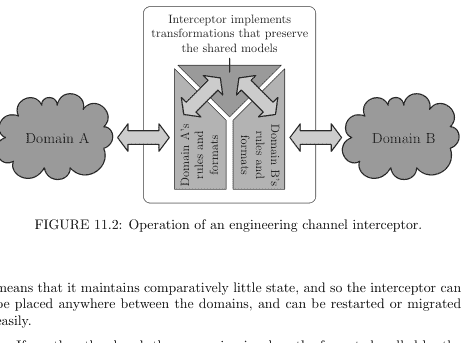 Interceptor implements
transformations that preserve
the shared models
Domain A
Domain A's
rules and
formats
Domain B's
rules and
formats
Domain B
FIGURE 11.2: Operation of an engineering channel interceptor.
means that it maintains comparatively little state, and so the interceptor can
be placed anywhere between the domains, and can be restarted or migrated
easily.